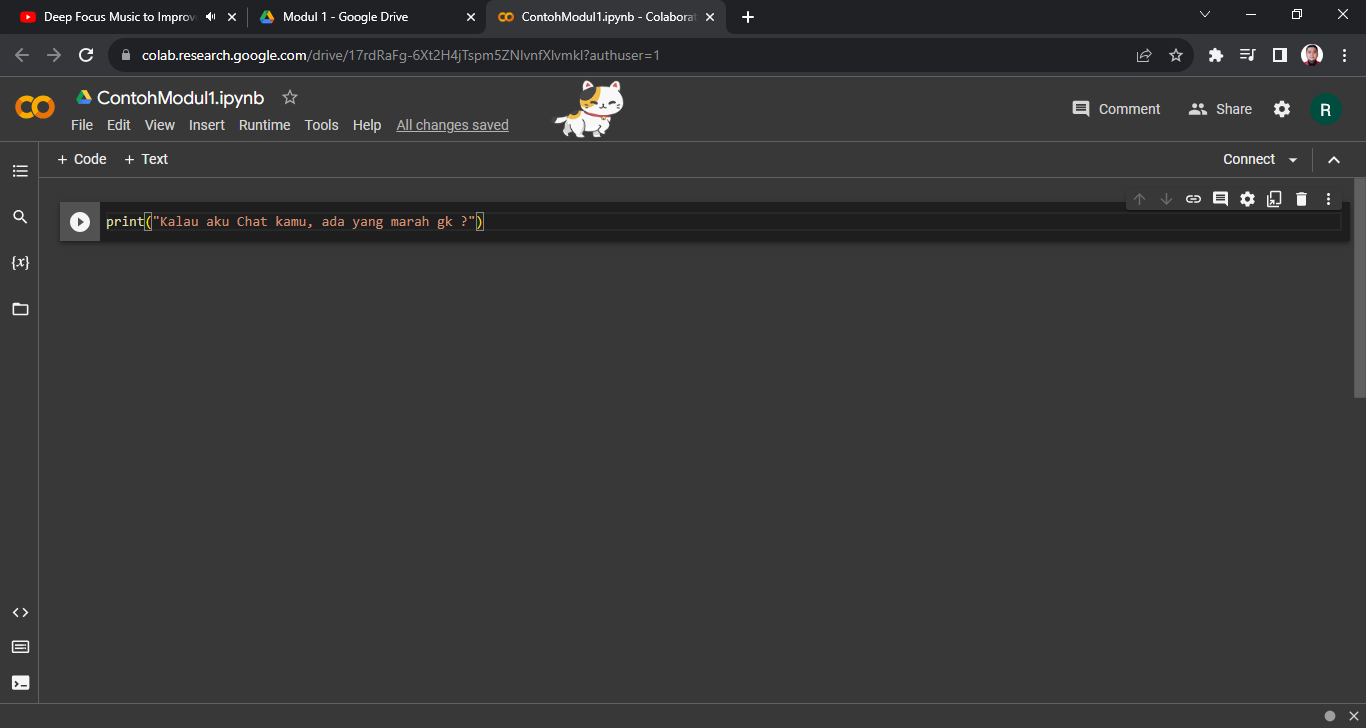 Deep Focus Music to Improv
Modul 1 - Google Drive
ContohModul1.ipynb - Colaborat
colab.research.google.com/drive/17rdRaFg-6Xt2H4jTspm5ZNlvnfXlvmkl?authuser=1
ContohModul1.ipynb
File Edit View Insert Runtime Tools Help All changes saved
Comment Share R
+ Code + Text Connect
{x}
print("Kalau aku Chat kamu, ada yang marah gk ?")